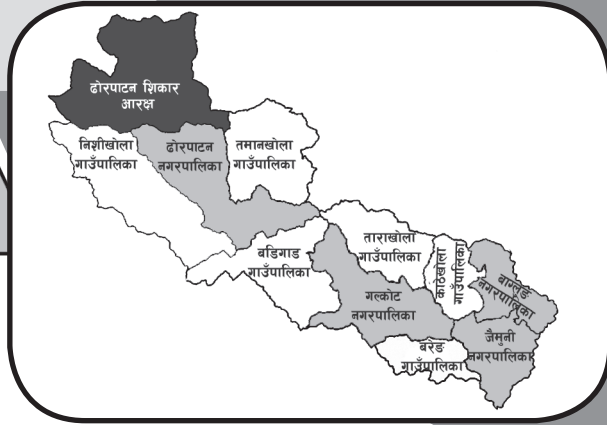 ढोरपाटन शिकार
आरक्ष
निशीखोला
गाउँपालिका
ढोरपाटन
नगरपालिका
तमानखोला
गाउँपालिका
बडिगाड
गाउँपालिका
ताराखोला
गाउँपालिका
काठेखोला
गाउँपालिका
बागलुङ
नगरपालिका
गल्कोट
नगरपालिका
जैमुनी
नगरपालिका
बरेङ
गाउँपालिका